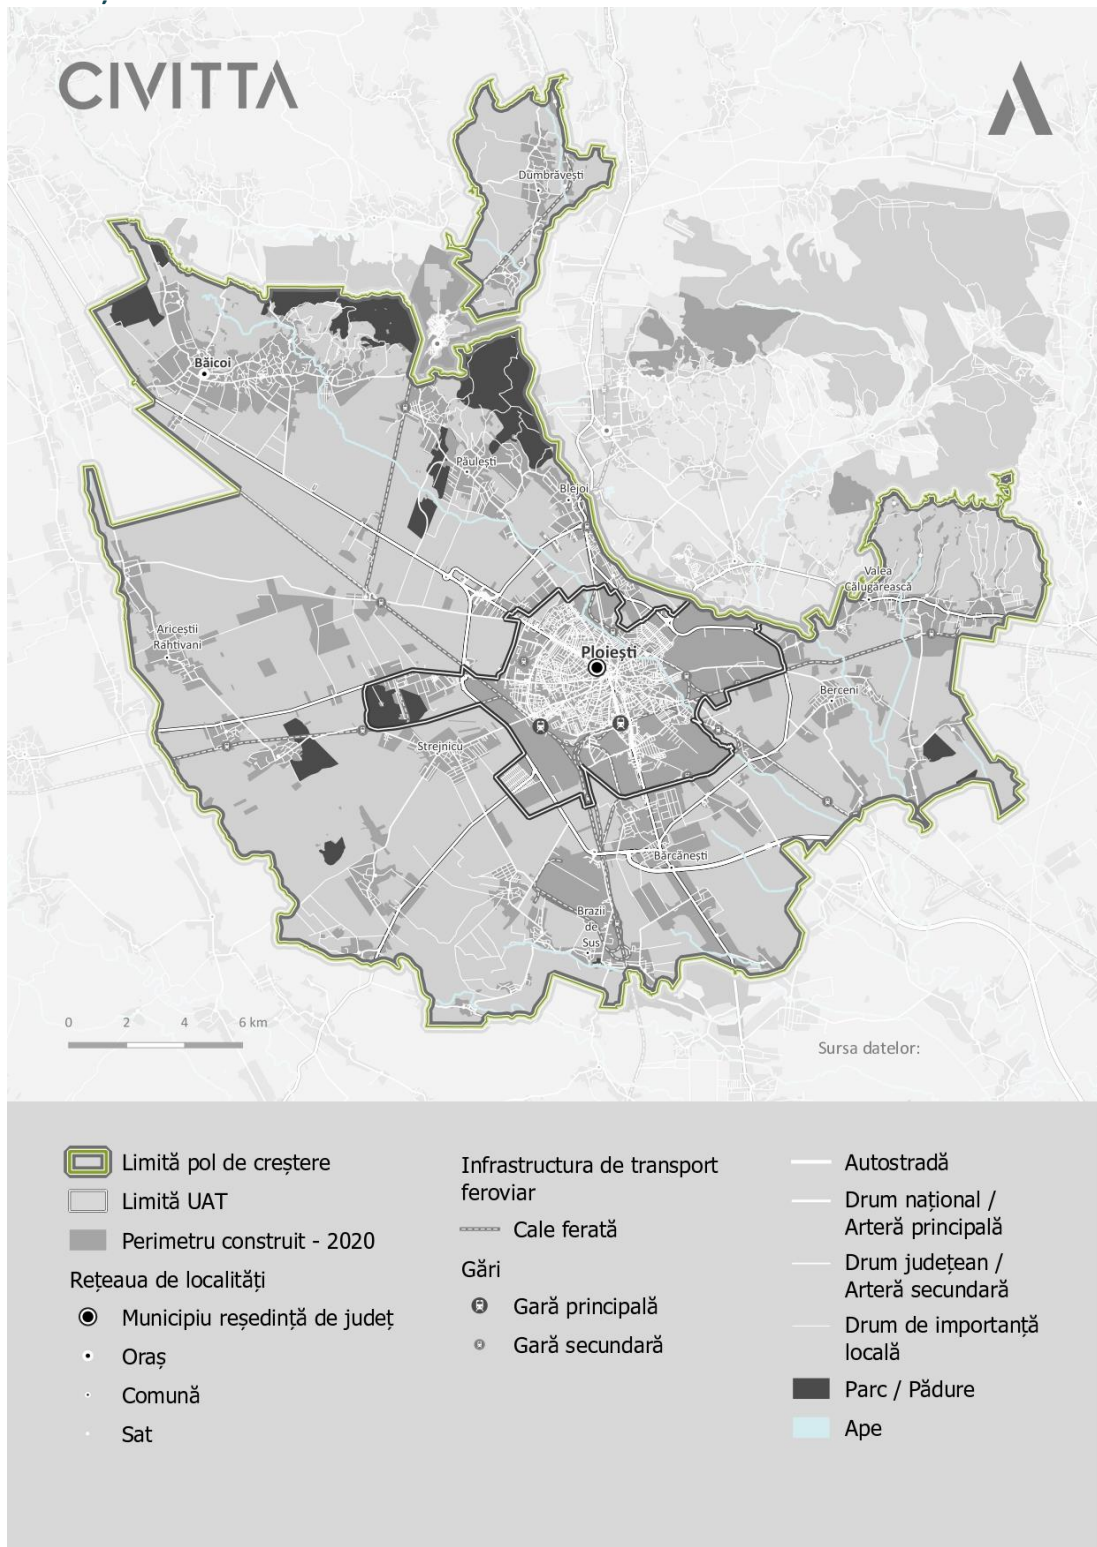 CIVITTA
Dumbrăvești
Băicoi
Păulești
Blejoi
Valea
Călugarească
Ariceștii
Rahtivani
Ploiești
Berceni
Strejnicu
Bărcănești
Brazii
de
Sus
0 2 4 6 km
Sursa datelor:
Limită pol de creștere
Limită UAT
Perimetru construit - 2020
Rețeaua de localități
Municipiu reședință de județ
Oraș
Comună
Sat
Infrastructura de transport
feroviar
Cale ferată
Gări
Gară principală
Gară secundară
Autostradă
Drum național /
Arteră principală
Drum județean /
Arteră secundară
Drum de importanță
locală
Parc / Pădure
Ape